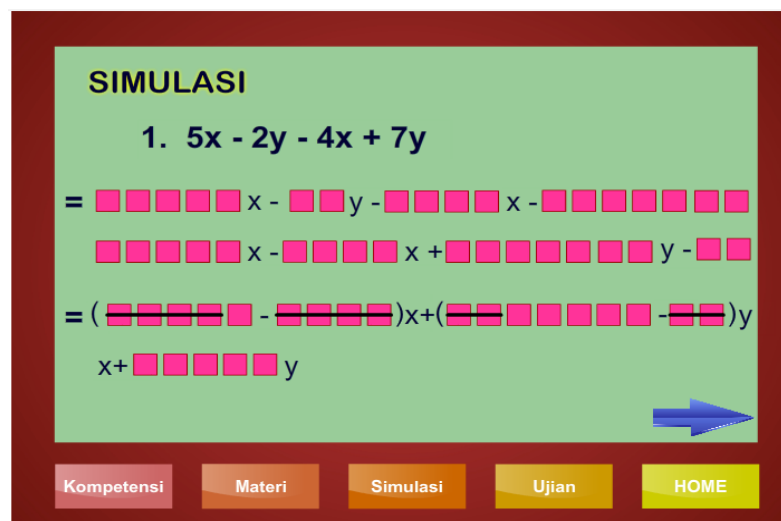 SIMULASI
1. 5x - 2y - 4x + 7y
= x - y - x -
x - x + y -
= ( - )x+( - )y
x+ y
Kompetensi Materi Simulasi Ujian HOME